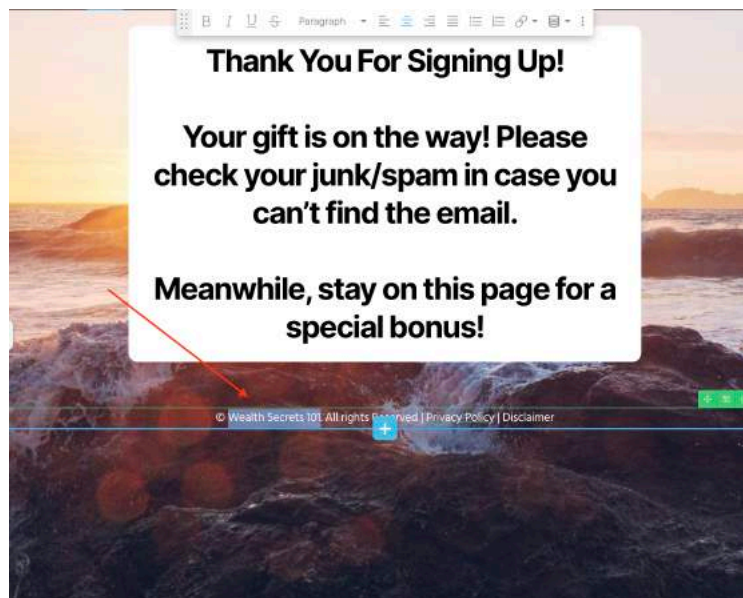 B I U S Paragraph
Thank You For Signing Up!
Your gift is on the way! Please
check your junk/spam in case you
can't find the email.
Meanwhile, stay on this page for a
special bonus!
© Wealth Secrets 101. All rights Reserved | Privacy Policy | Disclaimer